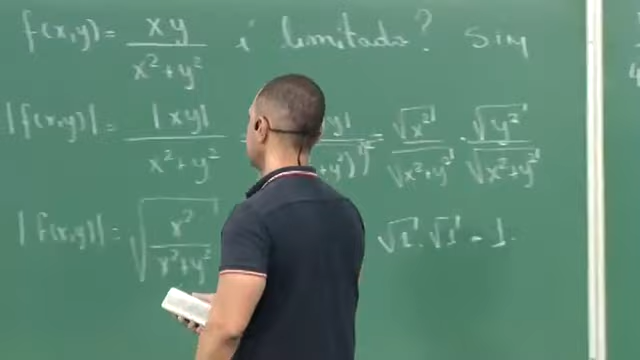 f(x,y) = xy / x²+y² é limitada? Sim
|f(x,y)| = |xy| / x²+y² = √x² / √x²+y² · √y² / √x²+y²
|f(x,y)| = √(x² / x²+y²) √1 · √1 = 1.